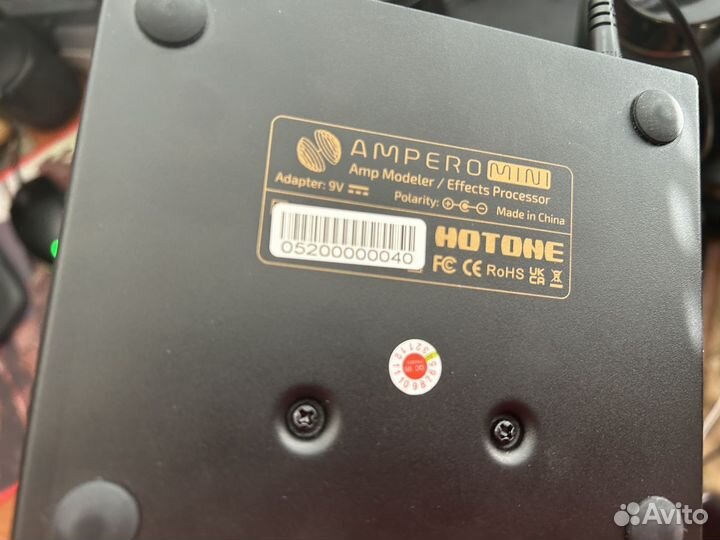 AMPERO MINI
Amp Modeler / Effects Processor
Adapter: 9V
Polarity:
Made in China
05200000040
HOTONE
FC CE RoHS UK CA
Avito